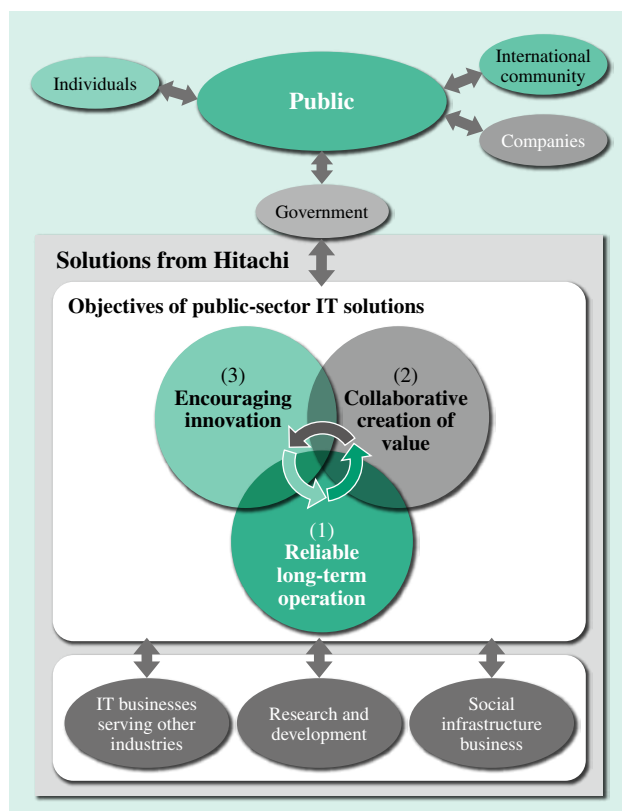 Individuals
Public
International
community
Companies
Government
Solutions from Hitachi
Objectives of public-sector IT solutions
(3)
Encouraging
innovation
(2)
Collaborative
creation of
value
(1)
Reliable
long-term
operation
IT businesses
serving other
industries
Research and
development
Social
infrastructure
business